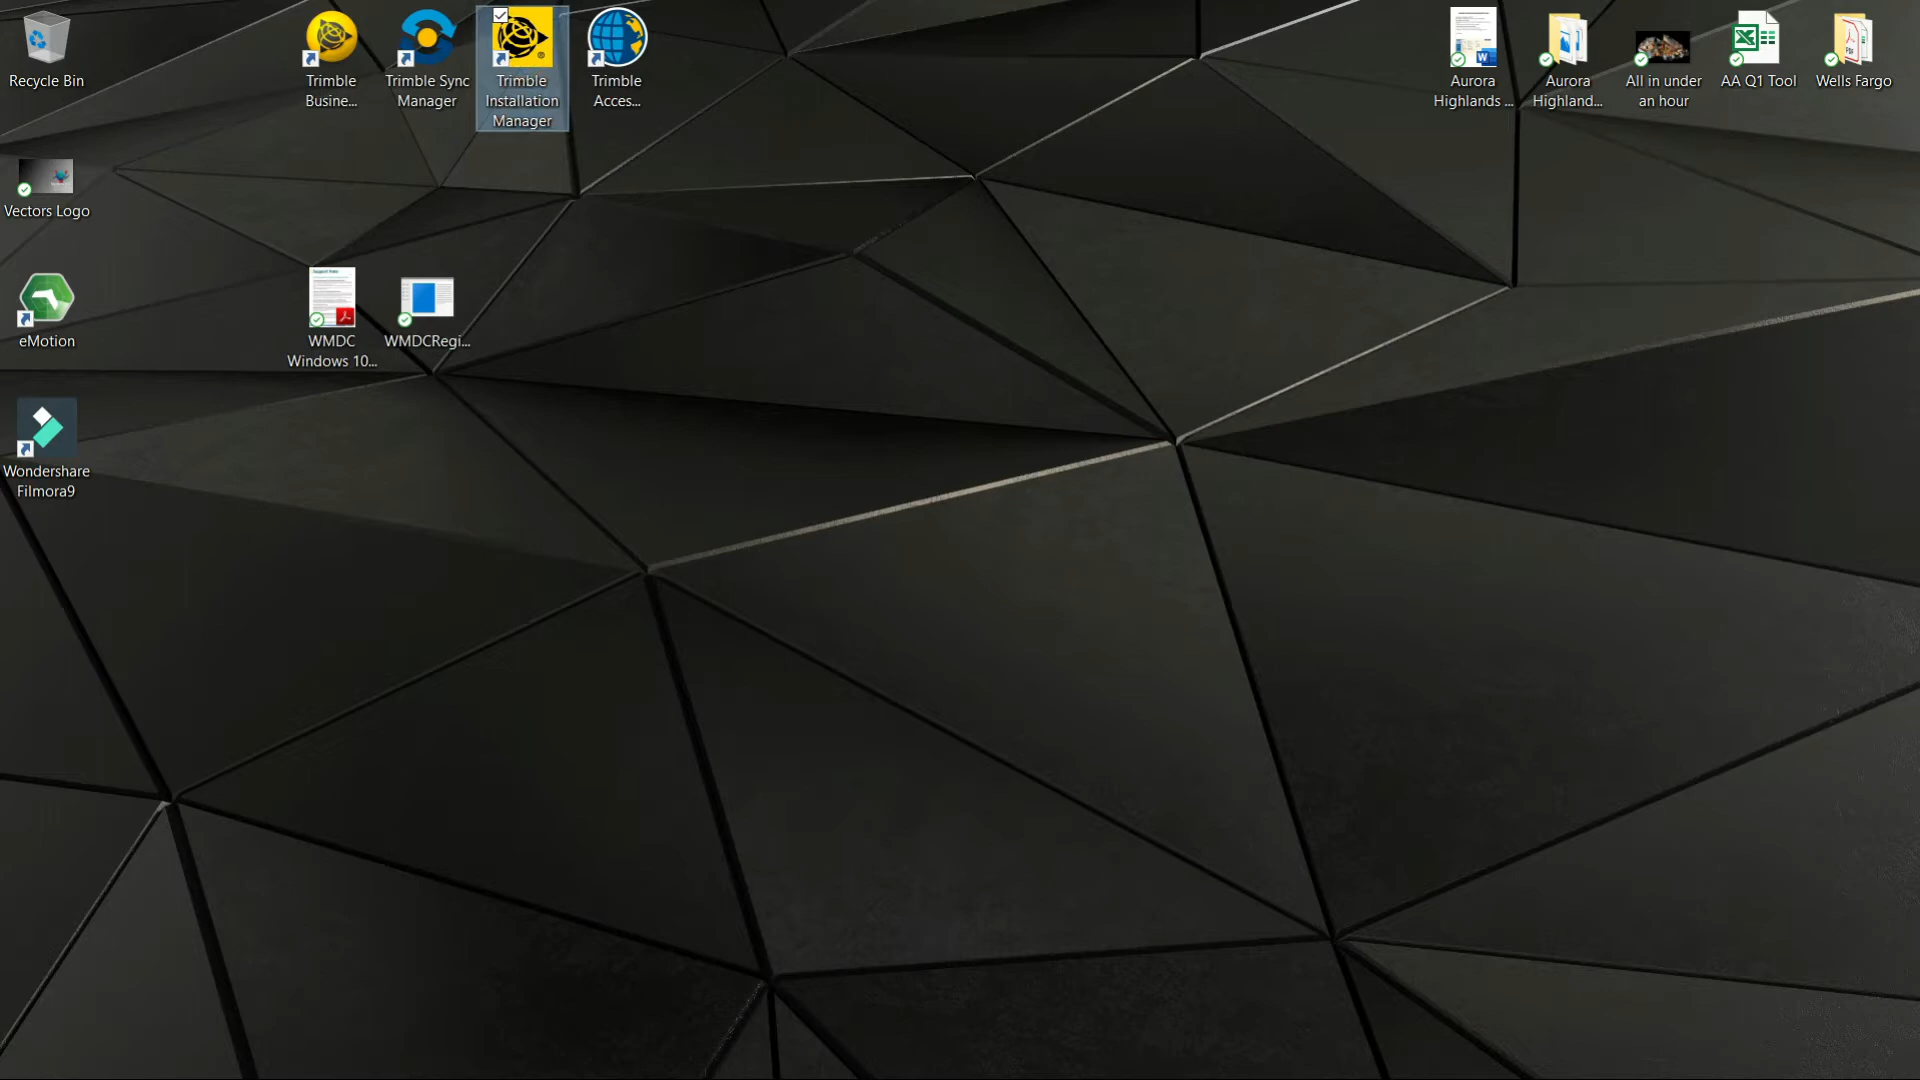 Recycle Bin
Trimble
Busine...
Trimble Sync
Manager
Trimble
Installation
Manager
Trimble
Acces...
Aurora
Highlands ...
Aurora
Highland...
All in under
an hour
AA Q1 Tool
PDF
Wells Fargo
Vectors Logo
eMotion
WMDC
Windows 10...
WMDCRegi...
Wondershare
Filmora9